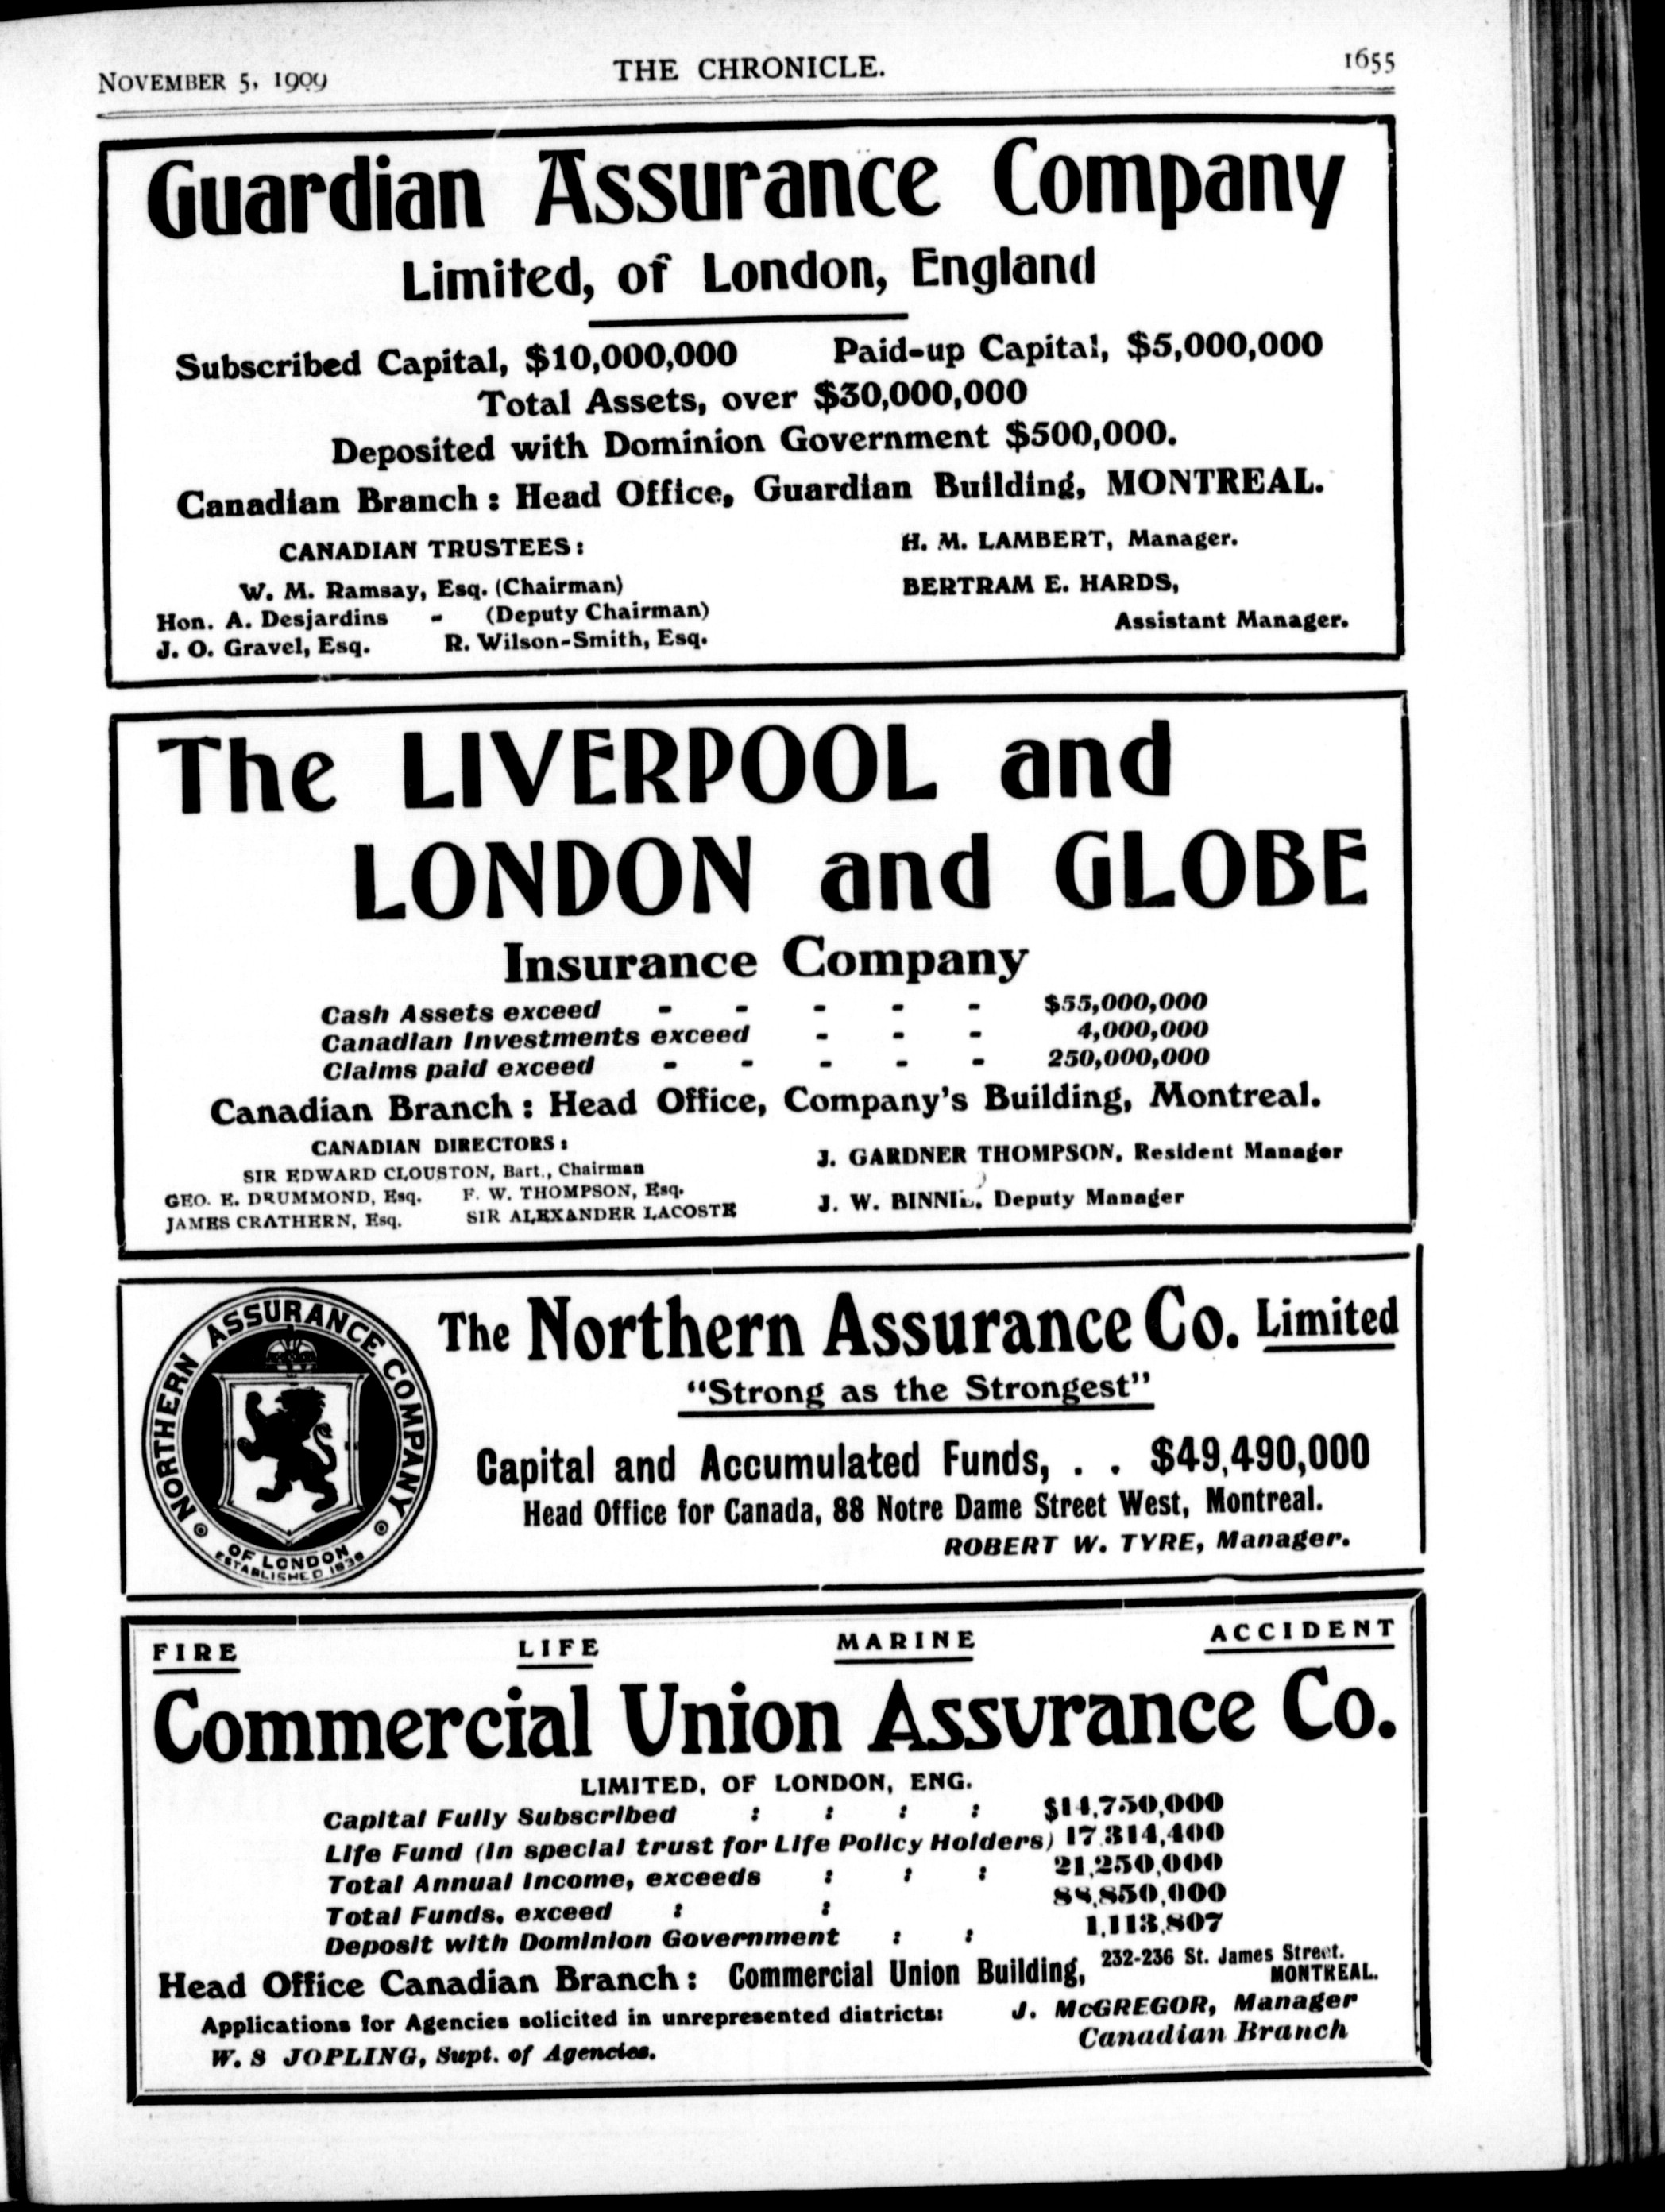 NOVEMBER 5, 1909 THE CHRONICLE. 1655
Guardian Assurance Company
Limited, of London, England
Subscribed Capital, $10,000,000 Paid-up Capital, $5,000,000
Total Assets, over $30,000,000
Deposited with Dominion Government $500,000.
Canadian Branch: Head Office, Guardian Building, MONTREAL.
CANADIAN TRUSTEES:
W. M. Ramsay, Esq. (Chairman)
Hon. A. Desjardins - (Deputy Chairman)
J. O. Gravel, Esq. R. Wilson-Smith, Esq.
H. M. LAMBERT, Manager.
BERTRAM E. HARDS,
Assistant Manager.
The LIVERPOOL and
LONDON and GLOBE
Insurance Company
Cash Assets exceed - - - - - $55,000,000
Canadian Investments exceed - - - 4,000,000
Claims paid exceed - - - - - 250,000,000
Canadian Branch: Head Office, Company's Building, Montreal.
CANADIAN DIRECTORS:
SIR EDWARD CLOUSTON, Bart., Chairman
GEO. E. DRUMMOND, Esq. F. W. THOMPSON, Esq.
JAMES CRATHERN, Esq. SIR ALEXANDER LACOSTE
J. GARDNER THOMPSON, Resident Manager
J. W. BINNIE, Deputy Manager
NORTHERN ASSURANCE COMPANY
OF LONDON
ESTABLISHED 1836
The Northern Assurance Co. Limited
"Strong as the Strongest"
Capital and Accumulated Funds, . . $49,490,000
Head Office for Canada, 88 Notre Dame Street West, Montreal.
ROBERT W. TYRE, Manager.
FIRE LIFE MARINE ACCIDENT
Commercial Union Assurance Co.
LIMITED, OF LONDON, ENG.
Capital Fully Subscribed : : : : $14,750,000
Life Fund (In special trust for Life Policy Holders) 17,314,400
Total Annual Income, exceeds : : : 21,250,000
Total Funds, exceed : : 88,850,000
Deposit with Dominion Government : : 1,113,807
Head Office Canadian Branch: Commercial Union Building, 232-236 St. James Street.
MONTREAL.
Applications for Agencies solicited in unrepresented districts:
W. S JOPLING, Supt. of Agencies.
J. McGREGOR, Manager
Canadian Branch